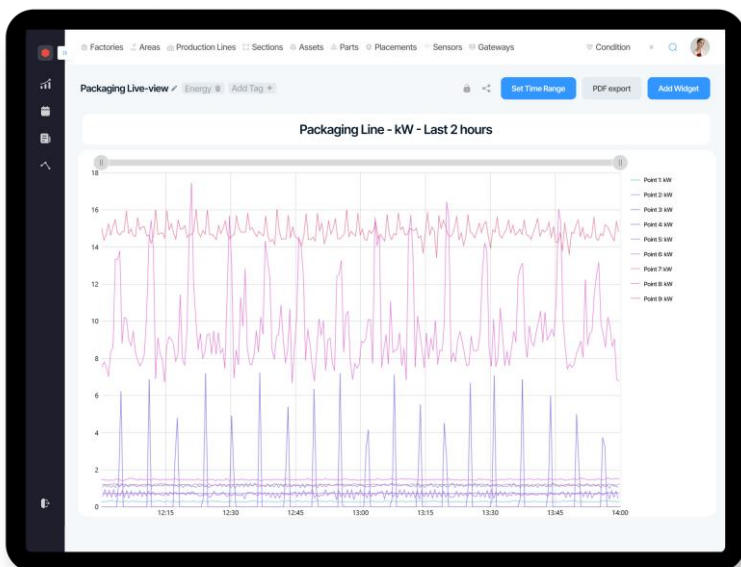 Factories Areas Production Lines Sections Assets Parts Placements Sensors Gateways Condition
Packaging Live-view Energy Add Tag + Set Time Range PDF export Add Widget
Packaging Line - kW - Last 2 hours
18
16
14
12
10
8
6
4
2
0
12:15 12:30 12:45 13:00 13:15 13:30 13:45 14:00
Point 1: kW
Point 2: kW
Point 3: kW
Point 4: kW
Point 5: kW
Point 6: kW
Point 7: kW
Point 8: kW
Point 9: kW